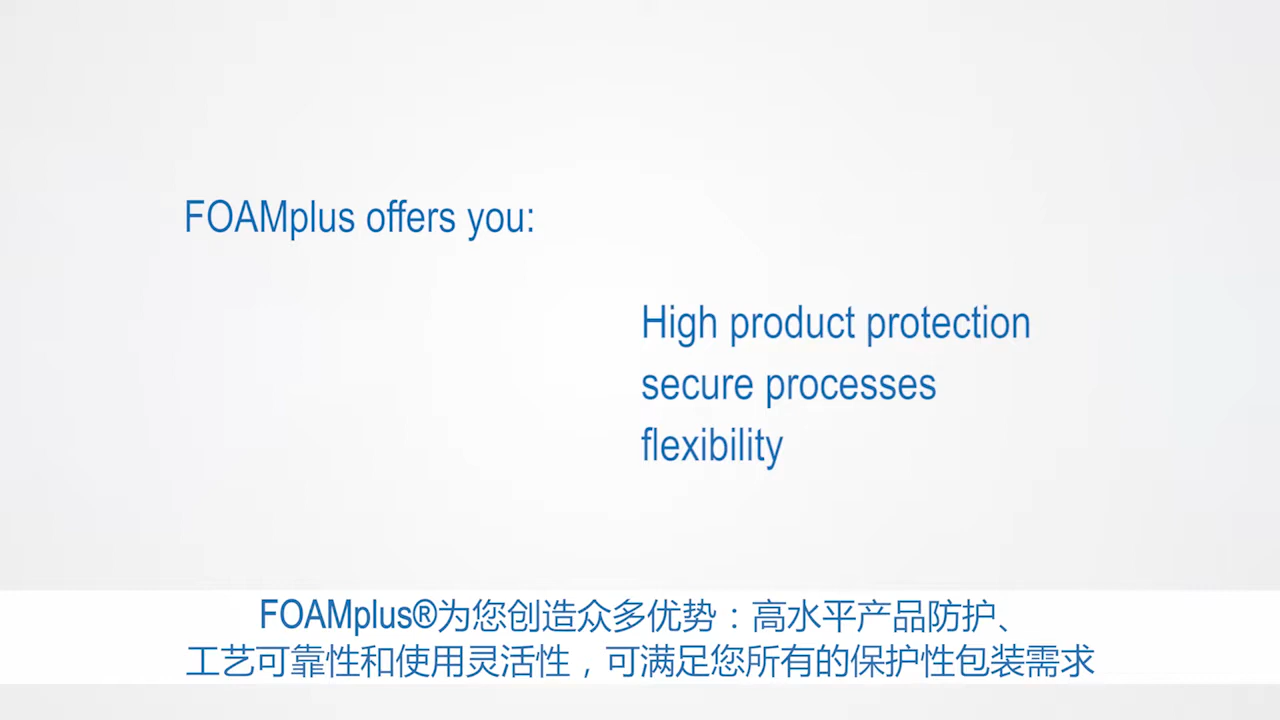 FOAMplus offers you:
High product protection
secure processes
flexibility
FOAMplus®为您创造众多优势：高水平产品防护、
工艺可靠性和使用灵活性，可满足您所有的保护性包装需求